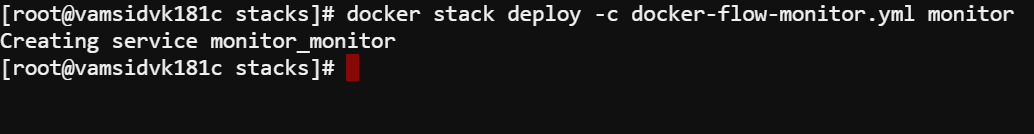 [root@vamsidvk181c stacks]# docker stack deploy -c docker-flow-monitor.yml monitor
Creating service monitor_monitor
[root@vamsidvk181c stacks]#